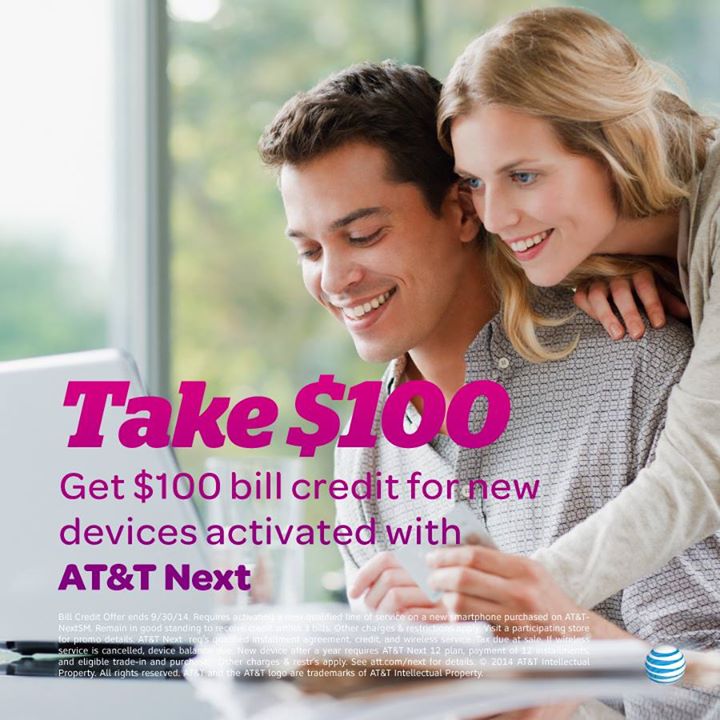 Take $100
Get $100 bill credit for new
devices activated with
AT&T Next
Bill Credit Offer ends 9/30/14. Requires activating a new qualified line of service on a new smartphone purchased on AT&T-
NextSM. Remain in good standing to receive credit within 3 bills. Other charges & restrictions apply. Visit a participating store
for promo details. AT&T Next req's qualified installment agreement, credit, and wireless service. Tax due at sale. If wireless
service is cancelled, device balance due. New device after a year requires AT&T Next 12 plan, payment of 12 installments,
and eligible trade-in and purchase. Other charges & restr's apply. See att.com/next for details. © 2014 AT&T Intellectual
Property. All rights reserved. AT&T and the AT&T logo are trademarks of AT&T Intellectual Property.